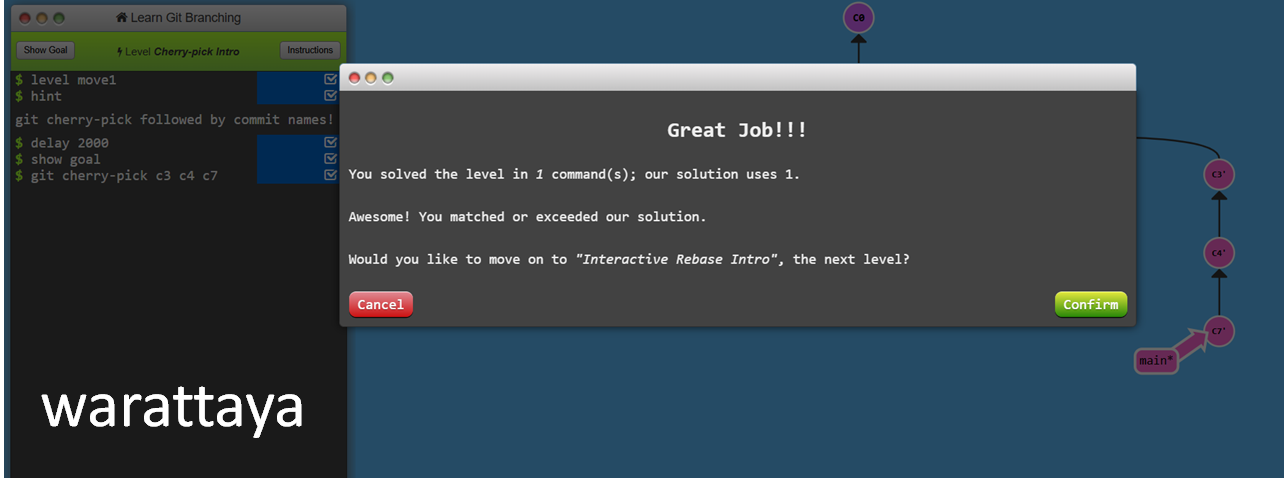 Learn Git Branching
Show Goal
Level Cherry-pick Intro
Instructions
$ level move1
$ hint
git cherry-pick followed by commit names!
$ delay 2000
$ show goal
$ git cherry-pick c3 c4 c7
warattaya
Great Job!!!
You solved the level in 1 command(s); our solution uses 1.
Awesome! You matched or exceeded our solution.
Would you like to move on to "Interactive Rebase Intro", the next level?
Cancel
Confirm
C0
C3'
C4'
C7'
main*